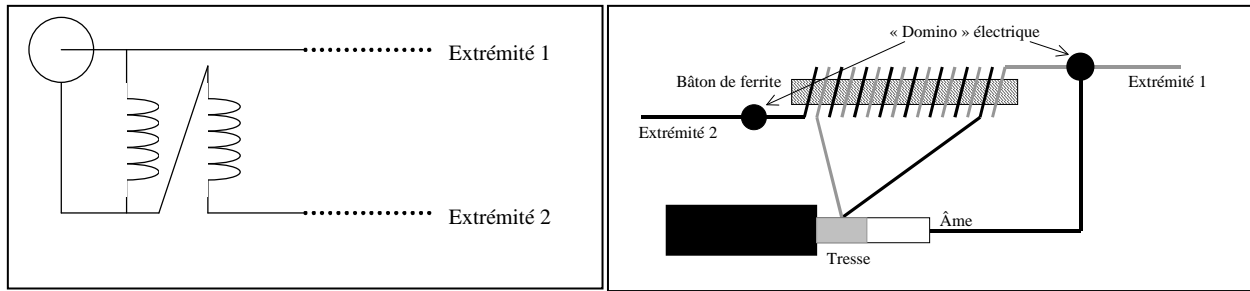 Extrémité 1
Extrémité 2
« Domino » électrique
Bâton de ferrite
Extrémité 1
Extrémité 2
Âme
Tresse